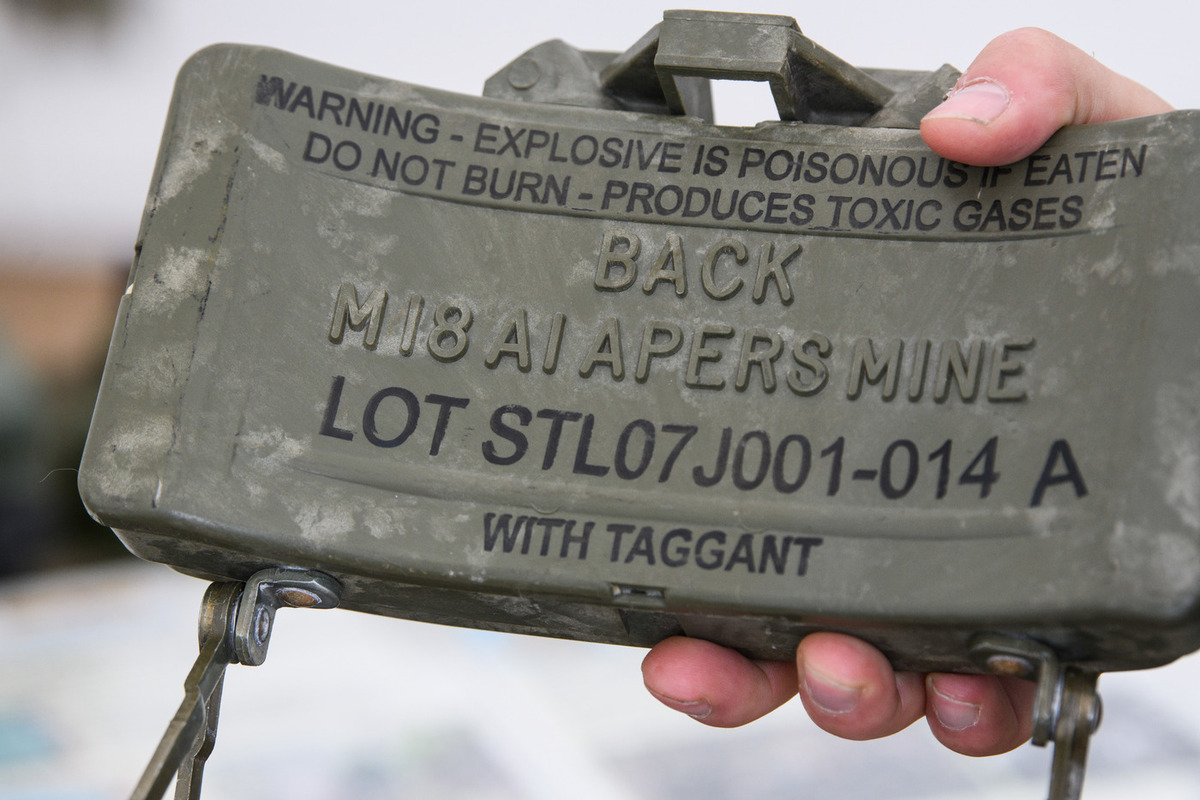 WARNING - EXPLOSIVE IS POISONOUS IF EATEN
DO NOT BURN - PRODUCES TOXIC GASES
BACK
M18 A1 APERS MINE
LOT STL07J001-014 A
WITH TAGGANT